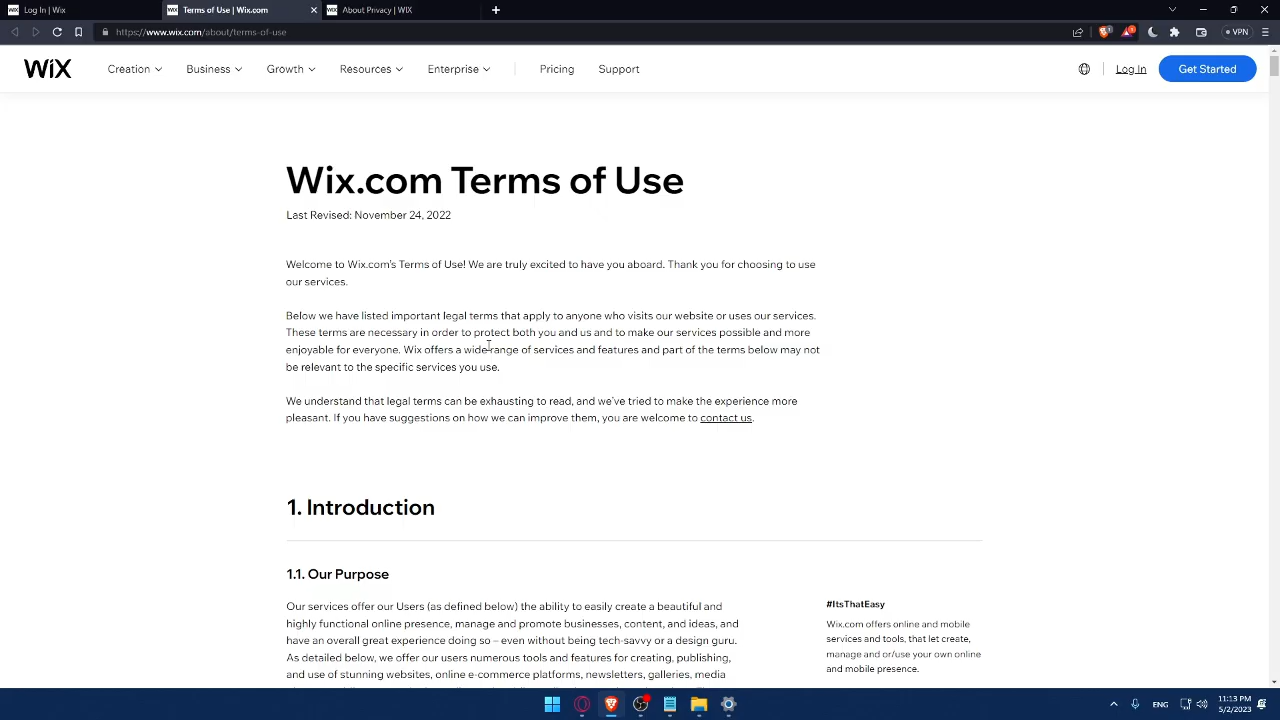 Log In | Wix
Terms of Use | Wix.com
About Privacy | WIX
https://www.wix.com/about/terms-of-use
VPN
WiX
Creation
Business
Growth
Resources
Enterprise
Pricing
Support
Log In
Get Started
Wix.com Terms of Use
Last Revised: November 24, 2022
Welcome to Wix.com's Terms of Use! We are truly excited to have you aboard. Thank you for choosing to use
our services.
Below we have listed important legal terms that apply to anyone who visits our website or uses our services.
These terms are necessary in order to protect both you and us and to make our services possible and more
enjoyable for everyone. Wix offers a wide range of services and features and part of the terms below may not
be relevant to the specific services you use.
We understand that legal terms can be exhausting to read, and we've tried to make the experience more
pleasant. If you have suggestions on how we can improve them, you are welcome to contact us.
1. Introduction
1.1. Our Purpose
Our services offer our Users (as defined below) the ability to easily create a beautiful and
highly functional online presence, manage and promote businesses, content, and ideas, and
have an overall great experience doing so – even without being tech-savvy or a design guru.
As detailed below, we offer our users numerous tools and features for creating, publishing,
and use of stunning websites, online e-commerce platforms, newsletters, galleries, media
#ItsThatEasy
Wix.com offers online and mobile
services and tools, that let create,
manage and or/use your own online
and mobile presence.
ENG
11:13 PM
5/2/2023